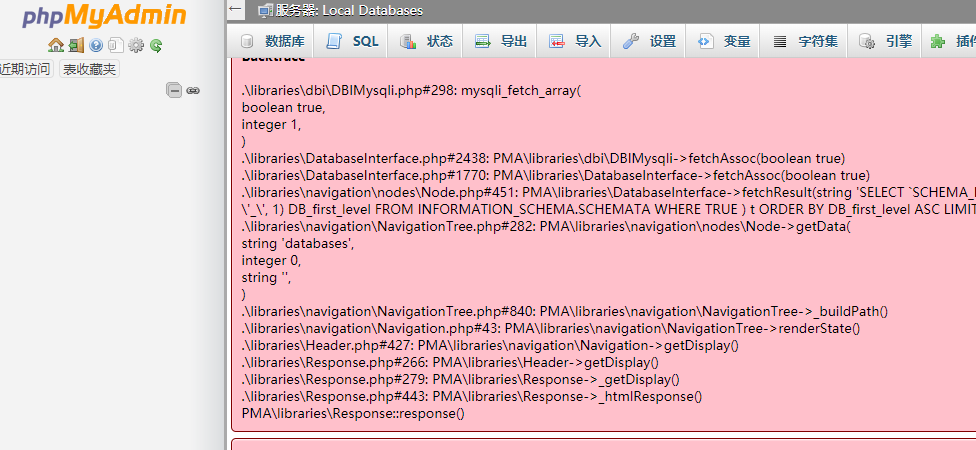 phpMyAdmin
近期访问 表收藏夹
服务器: Local Databases
数据库 SQL 状态 导出 导入 设置 变量 字符集 引擎 插件
Backtrace
.\libraries\dbi\DBIMysqli.php#298: mysqli_fetch_array(
boolean true,
integer 1,
)
.\libraries\DatabaseInterface.php#2438: PMA\libraries\dbi\DBIMysqli->fetchAssoc(boolean true)
.\libraries\DatabaseInterface.php#1770: PMA\libraries\DatabaseInterface->fetchAssoc(boolean true)
.\libraries\navigation\nodes\Node.php#451: PMA\libraries\DatabaseInterface->fetchResult(string 'SELECT `SCHEMA_
\'_\', 1) DB_first_level FROM INFORMATION_SCHEMA.SCHEMATA WHERE TRUE ) t ORDER BY DB_first_level ASC LIMIT
.\libraries\navigation\NavigationTree.php#282: PMA\libraries\navigation\nodes\Node->getData(
string 'databases',
integer 0,
string '',
)
.\libraries\navigation\NavigationTree.php#840: PMA\libraries\navigation\NavigationTree->_buildPath()
.\libraries\navigation\Navigation.php#43: PMA\libraries\navigation\NavigationTree->renderState()
.\libraries\Header.php#427: PMA\libraries\navigation\Navigation->getDisplay()
.\libraries\Response.php#266: PMA\libraries\Header->getDisplay()
.\libraries\Response.php#279: PMA\libraries\Response->_getDisplay()
.\libraries\Response.php#443: PMA\libraries\Response->_htmlResponse()
PMA\libraries\Response::response()